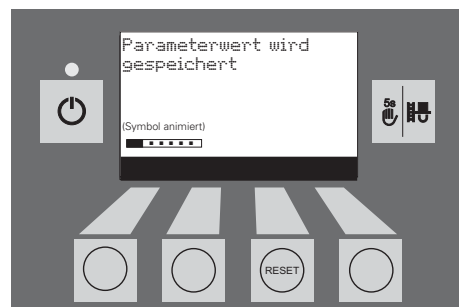 Parameterwert wird
gespeichert
(Symbol animiert)
5s
RESET